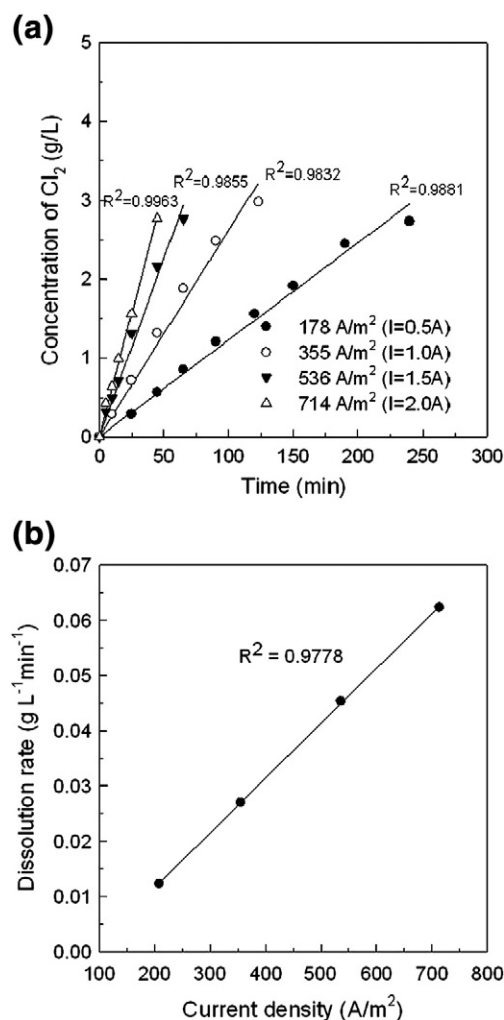 (a)
5
4
3
2
1
0
Concentration of Cl₂ (g/L)
R²=0.9963
R²=0.9855
R²=0.9832
R²=0.9881
178 A/m² (I=0.5A)
355 A/m² (I=1.0A)
536 A/m² (I=1.5A)
714 A/m² (I=2.0A)
0 50 100 150 200 250 300
Time (min)
(b)
0.07
0.06
0.05
0.04
0.03
0.02
0.01
0.00
Dissolution rate (g L⁻¹min⁻¹)
R² = 0.9778
100 200 300 400 500 600 700 800
Current density (A/m²)